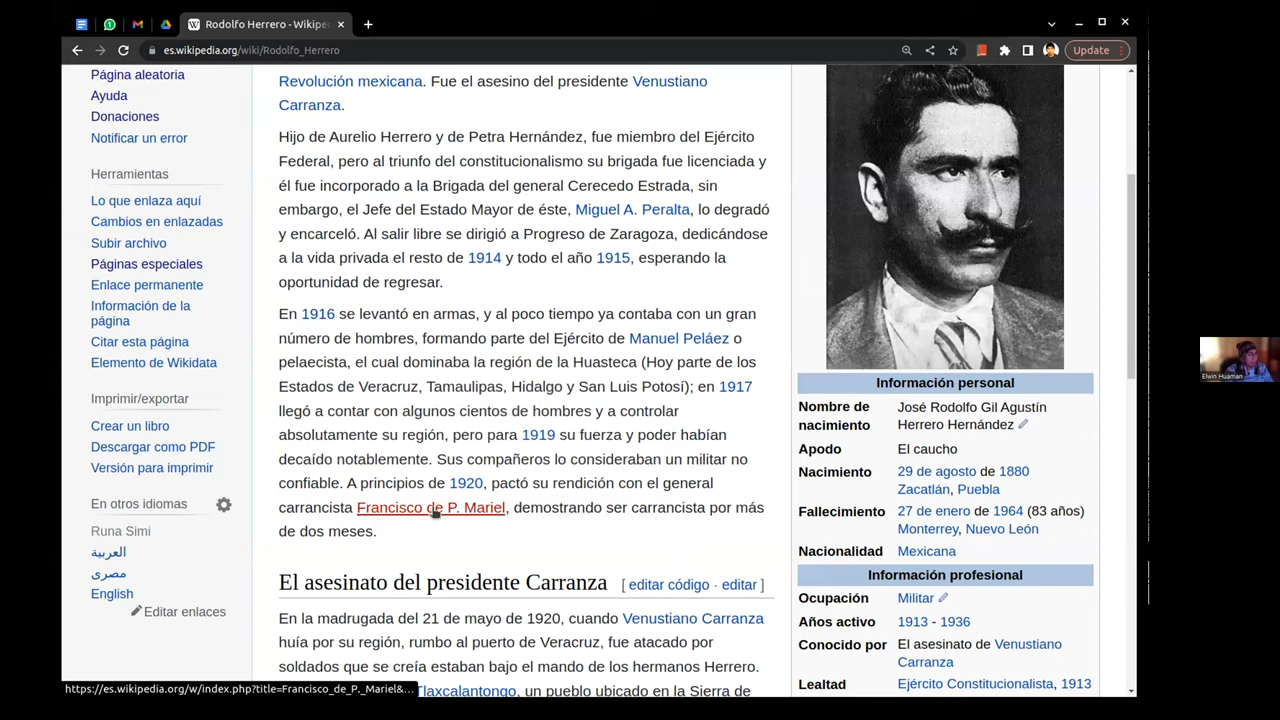 Rodolfo Herrero - Wikipe
es.wikipedia.org/wiki/Rodolfo_Herrero
Update
Página aleatoria
Ayuda
Donaciones
Notificar un error
Herramientas
Lo que enlaza aquí
Cambios en enlazadas
Subir archivo
Páginas especiales
Enlace permanente
Información de la
página
Citar esta página
Elemento de Wikidata
Imprimir/exportar
Crear un libro
Descargar como PDF
Versión para imprimir
En otros idiomas
Runa Simi
العربية
مصرى
English
Editar enlaces
Revolución mexicana. Fue el asesino del presidente Venustiano
Carranza.
Hijo de Aurelio Herrero y de Petra Hernández, fue miembro del Ejército
Federal, pero al triunfo del constitucionalismo su brigada fue licenciada y
él fue incorporado a la Brigada del general Cerecedo Estrada, sin
embargo, el Jefe del Estado Mayor de éste, Miguel A. Peralta, lo degradó
y encarceló. Al salir libre se dirigió a Progreso de Zaragoza, dedicándose
a la vida privada el resto de 1914 y todo el año 1915, esperando la
oportunidad de regresar.
En 1916 se levantó en armas, y al poco tiempo ya contaba con un gran
número de hombres, formando parte del Ejército de Manuel Peláez o
pelaecista, el cual dominaba la región de la Huasteca (Hoy parte de los
Estados de Veracruz, Tamaulipas, Hidalgo y San Luis Potosí); en 1917
llegó a contar con algunos cientos de hombres y a controlar
absolutamente su región, pero para 1919 su fuerza y poder habían
decaído notablemente. Sus compañeros lo consideraban un militar no
confiable. A principios de 1920, pactó su rendición con el general
carrancista Francisco de P. Mariel, demostrando ser carrancista por más
de dos meses.
El asesinato del presidente Carranza [ editar código · editar ]
En la madrugada del 21 de mayo de 1920, cuando Venustiano Carranza
huía por su región, rumbo al puerto de Veracruz, fue atacado por
soldados que se creía estaban bajo el mando de los hermanos Herrero.
Tlaxcalantongo, un pueblo ubicado en la Sierra de
https://es.wikipedia.org/w/index.php?title=Francisco_de_P._Mariel&...
Información personal
Nombre de nacimiento José Rodolfo Gil Agustín Herrero Hernández
Apodo El caucho
Nacimiento 29 de agosto de 1880
Zacatlán, Puebla
Fallecimiento 27 de enero de 1964 (83 años)
Monterrey, Nuevo León
Nacionalidad Mexicana
Información profesional
Ocupación Militar
Años activo 1913 - 1936
Conocido por El asesinato de Venustiano
Carranza
Lealtad Ejército Constitucionalista, 1913
Elwin Huaman